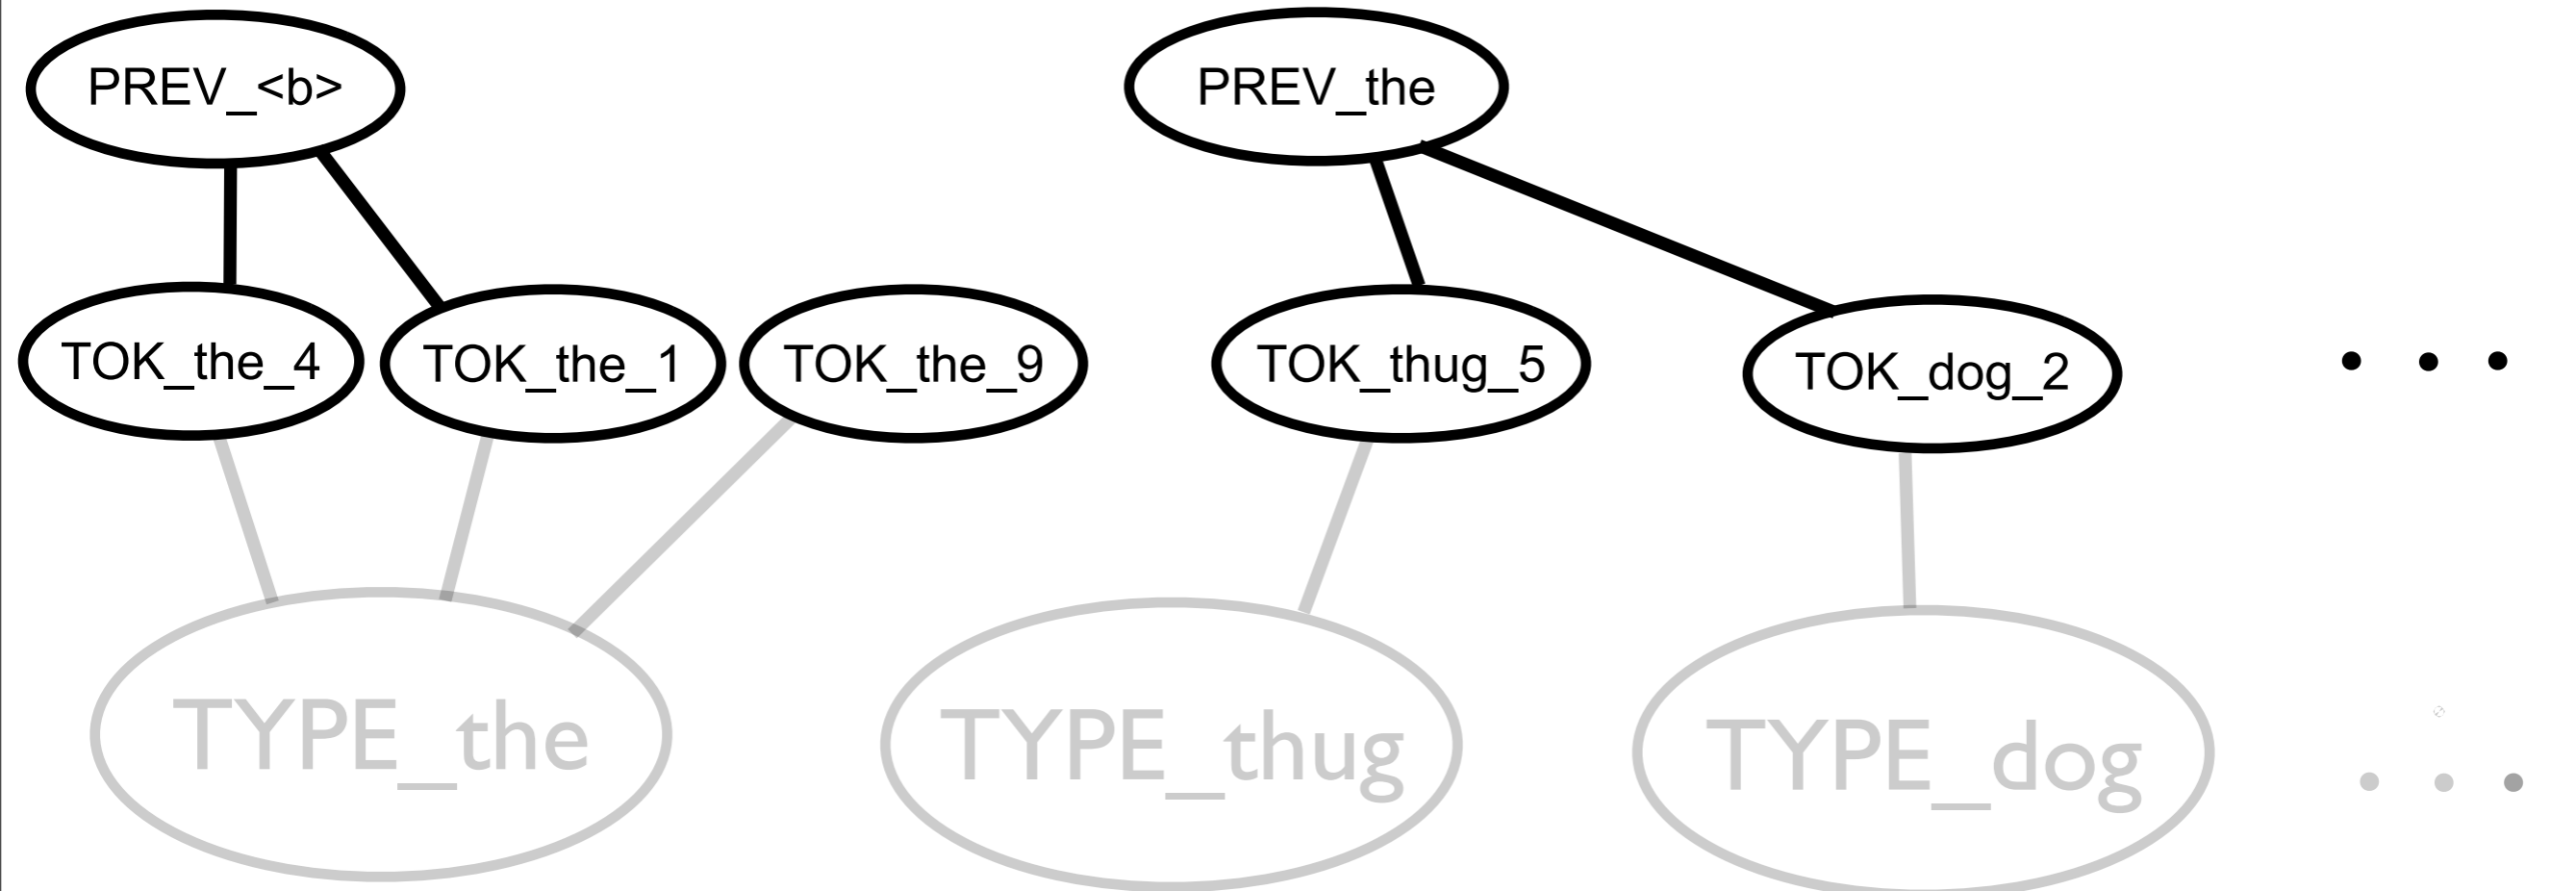 PREV_<b>
PREV_the
TOK_the_4
TOK_the_1
TOK_the_9
TOK_thug_5
TOK_dog_2
TYPE_the
TYPE_thug
TYPE_dog